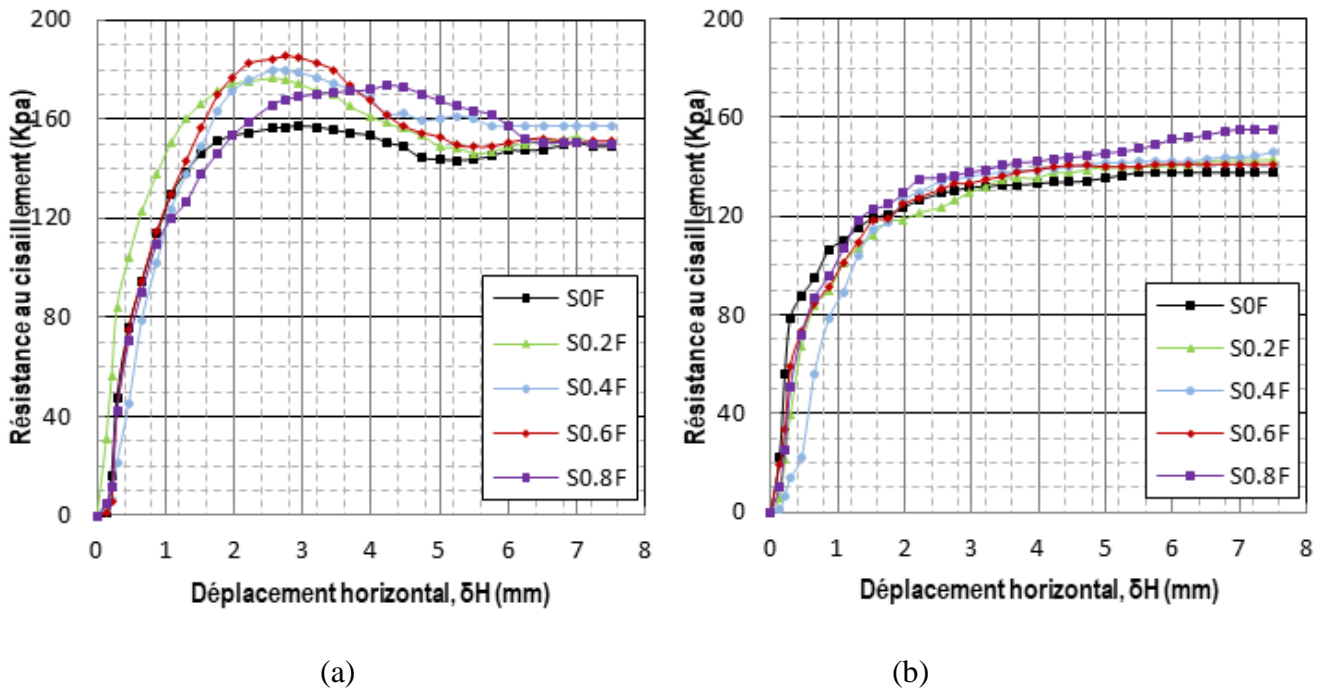 Résistance au cisaillement (Kpa)
200
160
120
80
40
0
S0F
S0.2F
S0.4F
S0.6F
S0.8F
0 1 2 3 4 5 6 7 8
Déplacement horizontal, δH (mm)
(a)
Résistance au cisaillement (Kpa)
200
160
120
80
40
0
S0F
S0.2F
S0.4F
S0.6F
S0.8F
0 1 2 3 4 5 6 7 8
Déplacement horizontal, δH (mm)
(b)